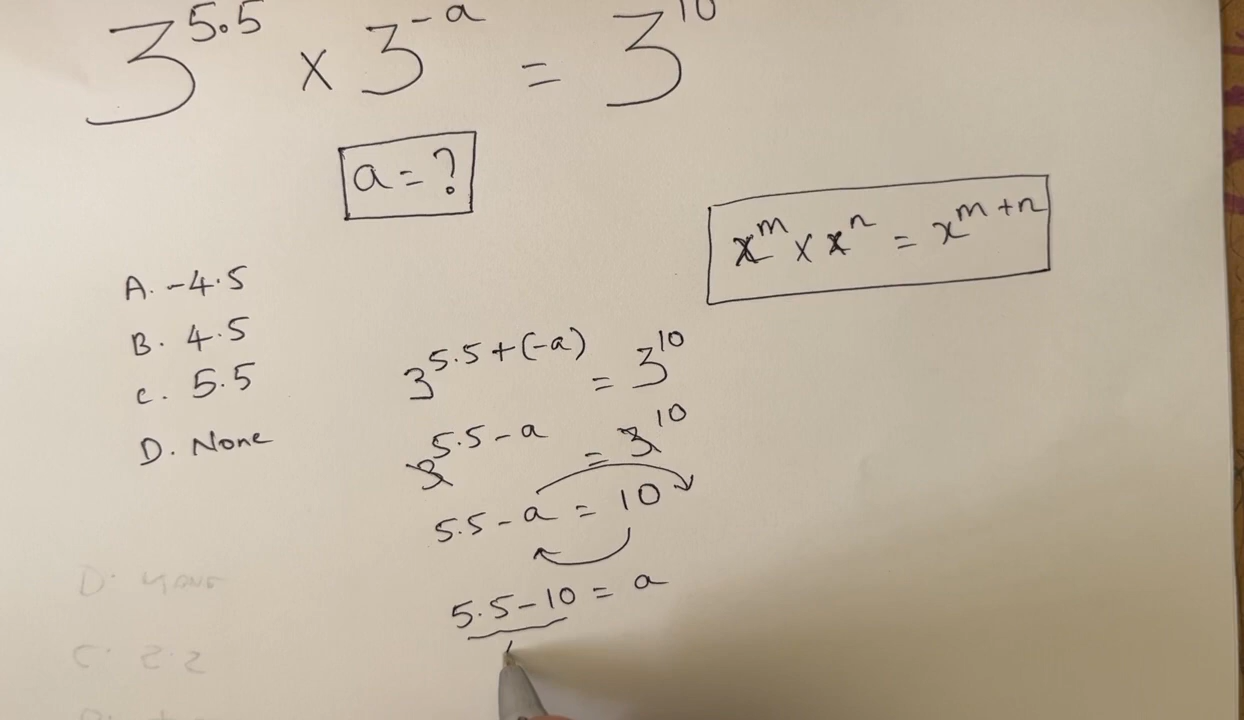 3^5.5 × 3^-a = 3^10
a = ?
x^m × x^n = x^m+n
A. -4.5
B. 4.5
C. 5.5
D. None
3^5.5+(-a) = 3^10
3^5.5-a = 3^10
5.5 - a = 10
5.5 - 10 = a